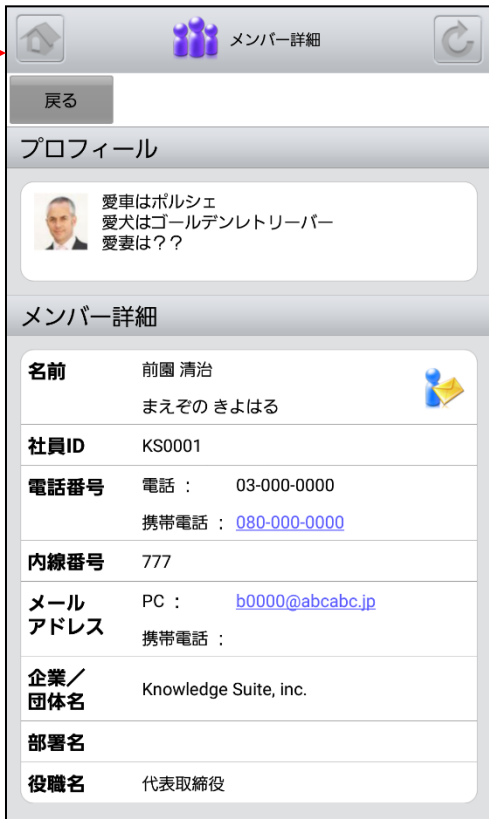 メンバー詳細
戻る
プロフィール
愛車はポルシェ
愛犬はゴールデンレトリーバー
愛妻は？？
メンバー詳細
名前 前園 清治
まえぞの きよはる
社員ID KS0001
電話番号 電話 ： 03-000-0000
携帯電話 ： 080-000-0000
内線番号 777
メール PC ： b0000@abcabc.jp
アドレス 携帯電話 ：
企業／
団体名 Knowledge Suite, inc.
部署名
役職名 代表取締役